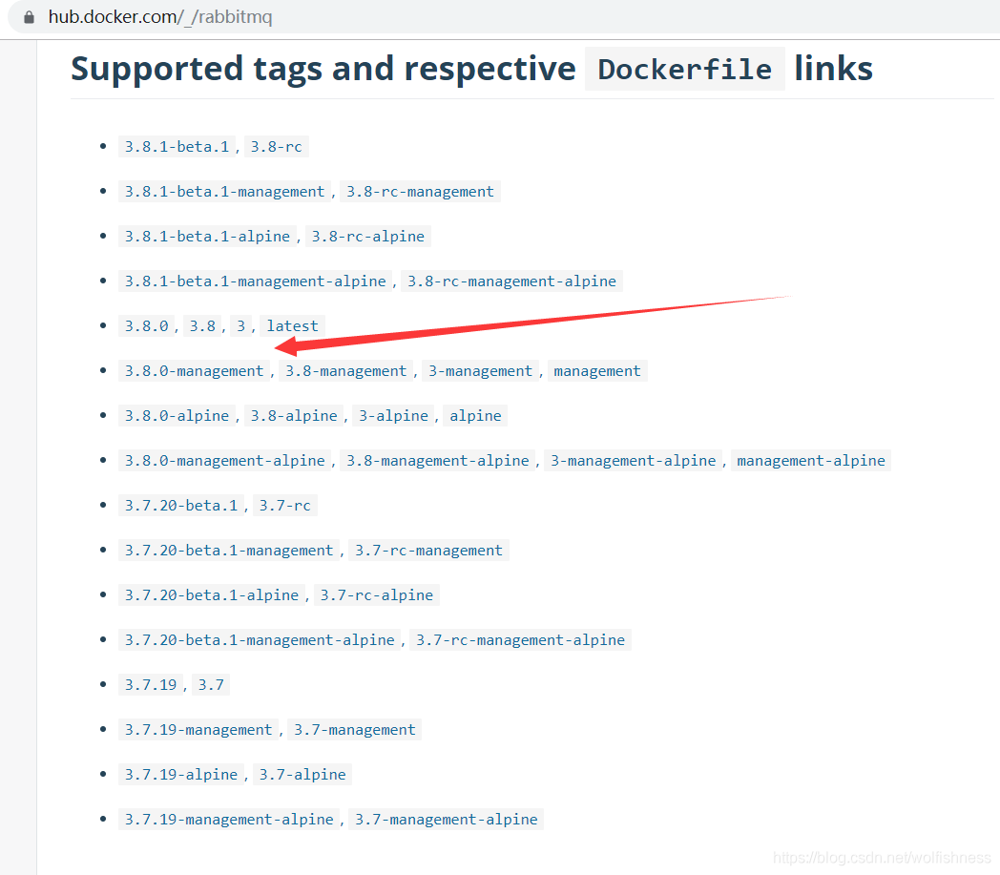 hub.docker.com/_/rabbitmq
Supported tags and respective Dockerfile links
3.8.1-beta.1, 3.8-rc
3.8.1-beta.1-management, 3.8-rc-management
3.8.1-beta.1-alpine, 3.8-rc-alpine
3.8.1-beta.1-management-alpine, 3.8-rc-management-alpine
3.8.0, 3.8, 3, latest
3.8.0-management, 3.8-management, 3-management, management
3.8.0-alpine, 3.8-alpine, 3-alpine, alpine
3.8.0-management-alpine, 3.8-management-alpine, 3-management-alpine, management-alpine
3.7.20-beta.1, 3.7-rc
3.7.20-beta.1-management, 3.7-rc-management
3.7.20-beta.1-alpine, 3.7-rc-alpine
3.7.20-beta.1-management-alpine, 3.7-rc-management-alpine
3.7.19, 3.7
3.7.19-management, 3.7-management
3.7.19-alpine, 3.7-alpine
3.7.19-management-alpine, 3.7-management-alpine
https://blog.csdn.net/wolfishness